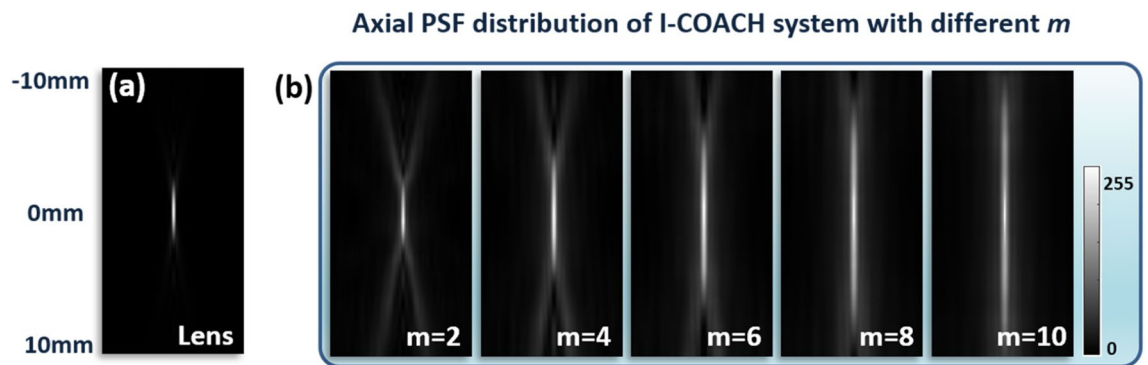 Axial PSF distribution of I-COACH system with different m
-10mm
0mm
10mm
(a)
Lens
(b)
m=2
m=4
m=6
m=8
m=10
255
0